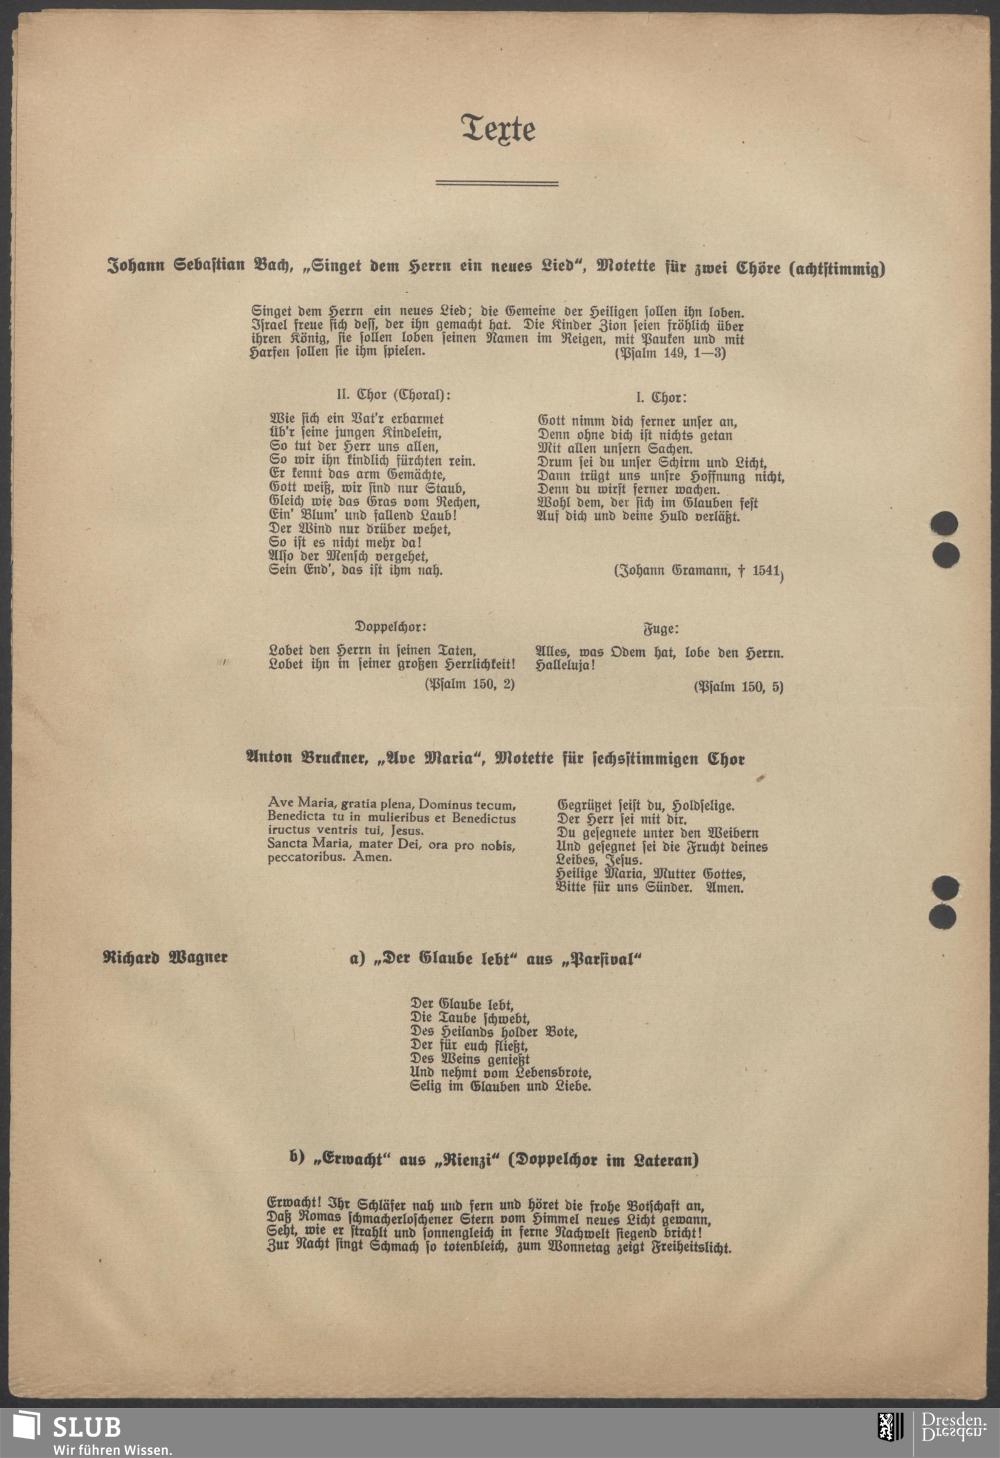 Texte
Johann Sebastian Bach, „Singet dem Herrn ein neues Lied“, Motette für zwei Chöre (achtstimmig)
Singet dem Herrn ein neues Lied; die Gemeine der Heiligen sollen ihn loben.
Israel freue sich dess, der ihn gemacht hat. Die Kinder Zion seien fröhlich über
ihren König, sie sollen loben seinen Namen im Reigen, mit Pauken und mit
Harfen sollen sie ihm spielen. (Psalm 149, 1—3)
II. Chor (Choral):
Wie sich ein Vat'r erbarmet
Üb'r seine jungen Kindelein,
So tut der Herr uns allen,
So wir ihn kindlich fürchten rein.
Er kennt das arm Gemächte,
Gott weiß, wir sind nur Staub,
Gleich wie das Gras vom Rechen,
Ein' Blum' und fallend Laub!
Der Wind nur drüber wehet,
So ist es nicht mehr da!
Also der Mensch vergehet,
Sein End', das ist ihm nah.
I. Chor:
Gott nimm dich ferner unser an,
Denn ohne dich ist nichts getan
Mit allen unsern Sachen.
Drum sei du unser Schirm und Licht,
Dann trügt uns unsre Hoffnung nicht,
Denn du wirst ferner wachen.
Wohl dem, der sich im Glauben fest
Auf dich und deine Huld verläßt.
(Johann Gramann, † 1541)
Doppelchor:
Lobet den Herrn in seinen Taten,
Lobet ihn in seiner großen Herrlichkeit!
(Psalm 150, 2)
Fuge:
Alles, was Odem hat, lobe den Herrn.
Halleluja!
(Psalm 150, 5)
Anton Bruckner, „Ave Maria“, Motette für sechsstimmigen Chor
Ave Maria, gratia plena, Dominus tecum,
Benedicta tu in mulieribus et Benedictus
iructus ventris tui, Jesus.
Sancta Maria, mater Dei, ora pro nobis,
peccatoribus. Amen.
Gegrüßet seist du, Holdselige.
Der Herr sei mit dir.
Du gesegnete unter den Weibern
Und gesegnet sei die Frucht deines
Leibes, Jesus.
Heilige Maria, Mutter Gottes,
Bitte für uns Sünder. Amen.
Richard Wagner a) „Der Glaube lebt“ aus „Parsival“
Der Glaube lebt,
Die Taube schwebt,
Des Heilands holder Bote,
Der für euch fließt,
Des Weins genießt
Und nehmt vom Lebensbrote,
Selig im Glauben und Liebe.
b) „Erwacht“ aus „Rienzi“ (Doppelchor im Lateran)
Erwacht! Ihr Schläfer nah und fern und höret die frohe Botschaft an,
Daß Romas schmacherloschener Stern vom Himmel neues Licht gewann,
Seht, wie er strahlt und sonnengleich in ferne Nachwelt siegend bricht!
Zur Nacht singt Schmach so totenbleich, zum Wonnetag zeigt Freiheitslicht.
SLUB
Wir führen Wissen.
Dresden.
Dresden.